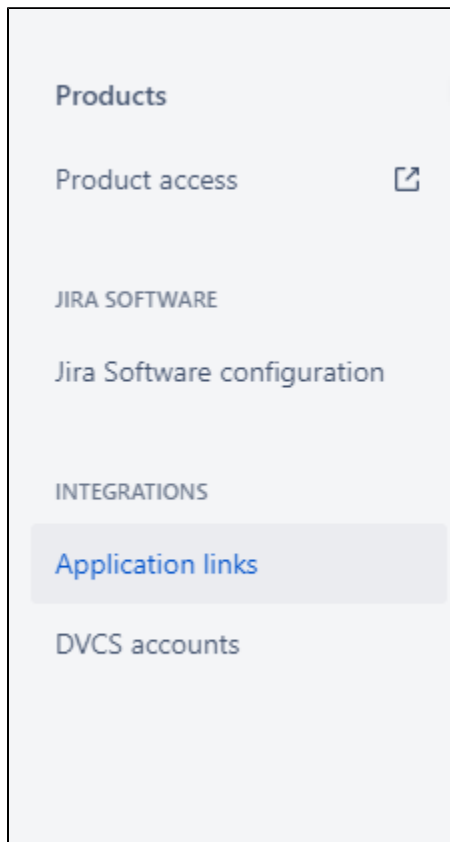 Products
Product access
JIRA SOFTWARE
Jira Software configuration
INTEGRATIONS
Application links
DVCS accounts